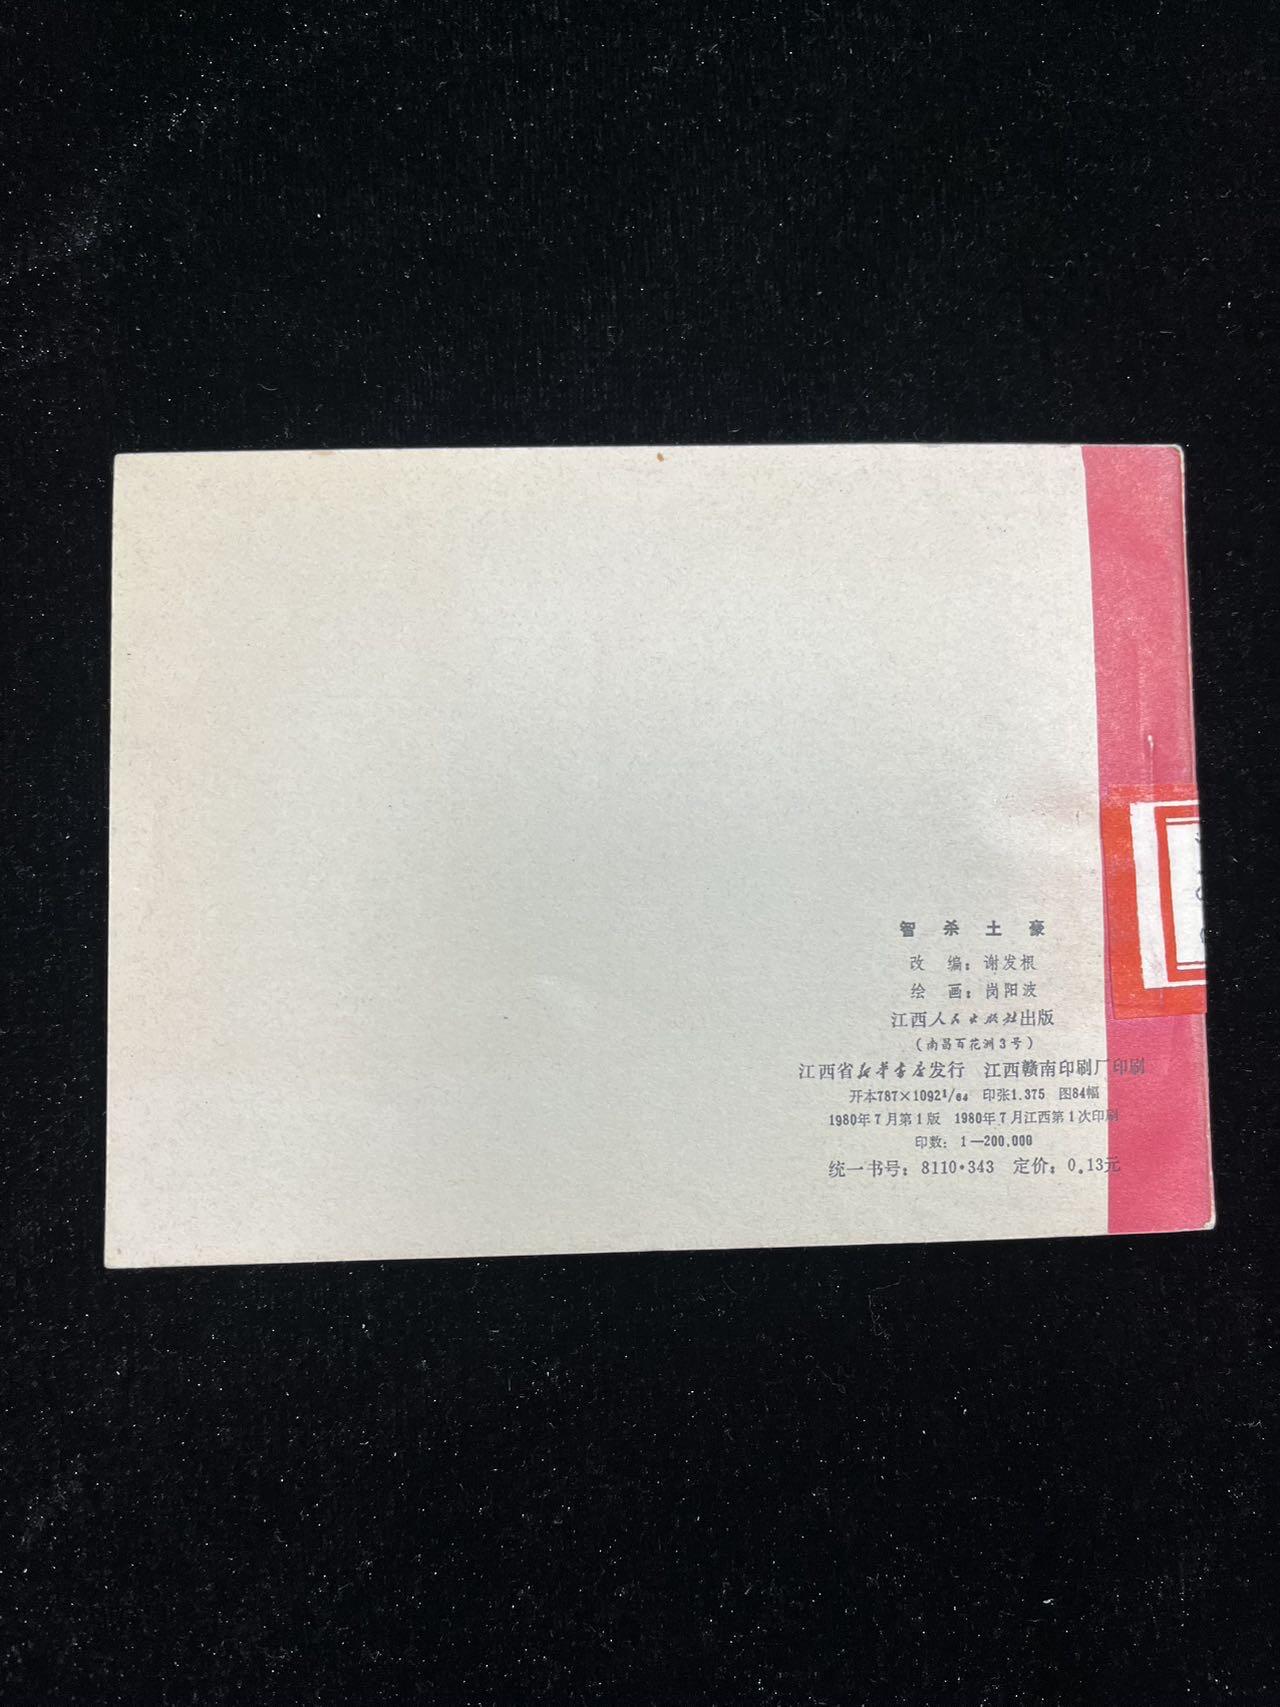 智杀土豪
改 编：谢发根
绘 画：岗阳波
江西人民出版社出版
（南昌百花洲3号）
江西省新华书店发行 江西赣南印刷厂印刷
开本787×1092¹/₆₄ 印张1.375 图84幅
1980年7月第1版 1980年7月江西第1次印刷
印数：1—200,000
统一书号：8110·343 定价：0.13元